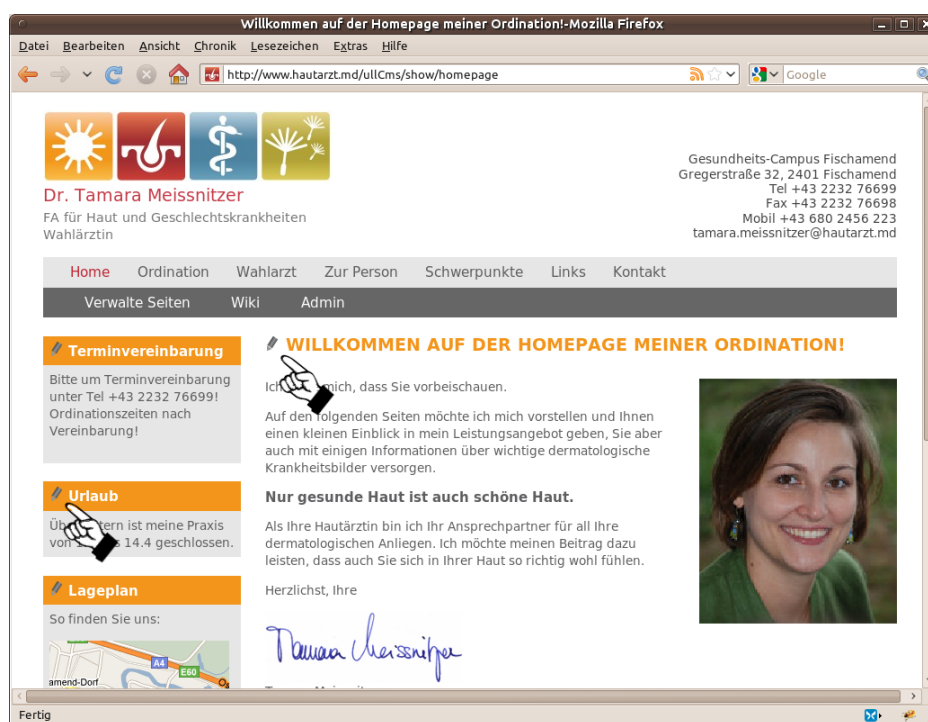 Willkommen auf der Homepage meiner Ordination!-Mozilla Firefox
Datei Bearbeiten Ansicht Chronik Lesezeichen Extras Hilfe
http://www.hautarzt.md/ullCms/show/homepage
Google
Gesundheits-Campus Fischamend
Gregerstraße 32, 2401 Fischamend
Tel +43 2232 76699
Fax +43 2232 76698
Mobil +43 680 2456 223
tamara.meissnitzer@hautarzt.md
Dr. Tamara Meissnitzer
FA für Haut und Geschlechtskrankheiten
Wahlärztin
Home Ordination Wahlarzt Zur Person Schwerpunkte Links Kontakt
Verwalte Seiten Wiki Admin
Terminvereinbarung
Bitte um Terminvereinbarung
unter Tel +43 2232 76699!
Ordinationszeiten nach
Vereinbarung!
Urlaub
ist meine Praxis
von 14.4 geschlossen.
Lageplan
So finden Sie uns:
A4
E60
amend-Dorf
WILLKOMMEN AUF DER HOMEPAGE MEINER ORDINATION!
Ich mich, dass Sie vorbeischauen.
Auf den folgenden Seiten möchte ich mich vorstellen und Ihnen
einen kleinen Einblick in mein Leistungsangebot geben, Sie aber
auch mit einigen Informationen über wichtige dermatologische
Krankheitsbilder versorgen.
Nur gesunde Haut ist auch schöne Haut.
Als Ihre Hautärztin bin ich Ihr Ansprechpartner für all Ihre
dermatologischen Anliegen. Ich möchte meinen Beitrag dazu
leisten, dass auch Sie sich in Ihrer Haut so richtig wohl fühlen.
Herzlichst, Ihre
Tamara Meissnitzer
Fertig